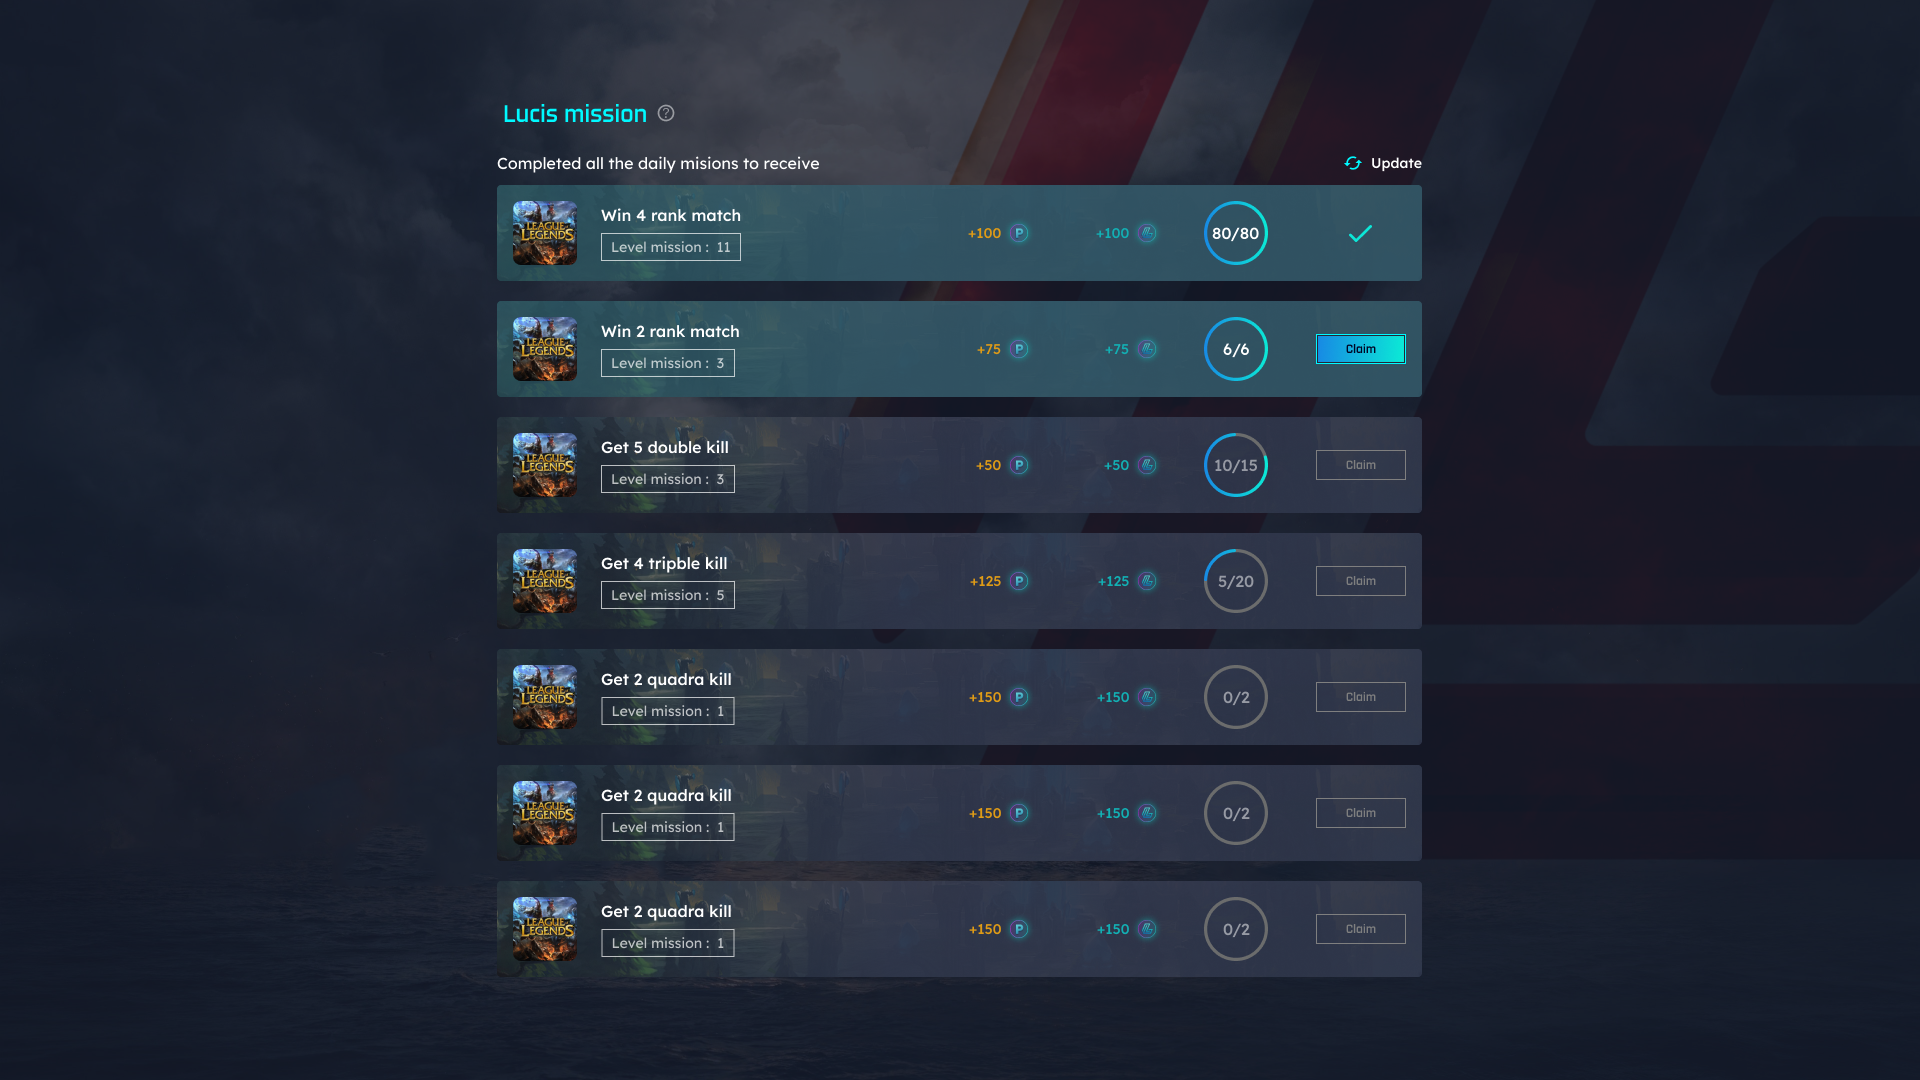 Lucis mission ?
Completed all the daily misions to receive
Update
LEAGUE LEGENDS
Win 4 rank match
Level mission : 11
+100 P
+100
80/80
LEAGUE LEGENDS
Win 2 rank match
Level mission : 3
+75 P
+75
6/6
Claim
LEAGUE LEGENDS
Get 5 double kill
Level mission : 3
+50 P
+50
10/15
Claim
LEAGUE LEGENDS
Get 4 tripble kill
Level mission : 5
+125 P
+125
5/20
Claim
LEAGUE LEGENDS
Get 2 quadra kill
Level mission : 1
+150 P
+150
0/2
Claim
LEAGUE LEGENDS
Get 2 quadra kill
Level mission : 1
+150 P
+150
0/2
Claim
LEAGUE LEGENDS
Get 2 quadra kill
Level mission : 1
+150 P
+150
0/2
Claim